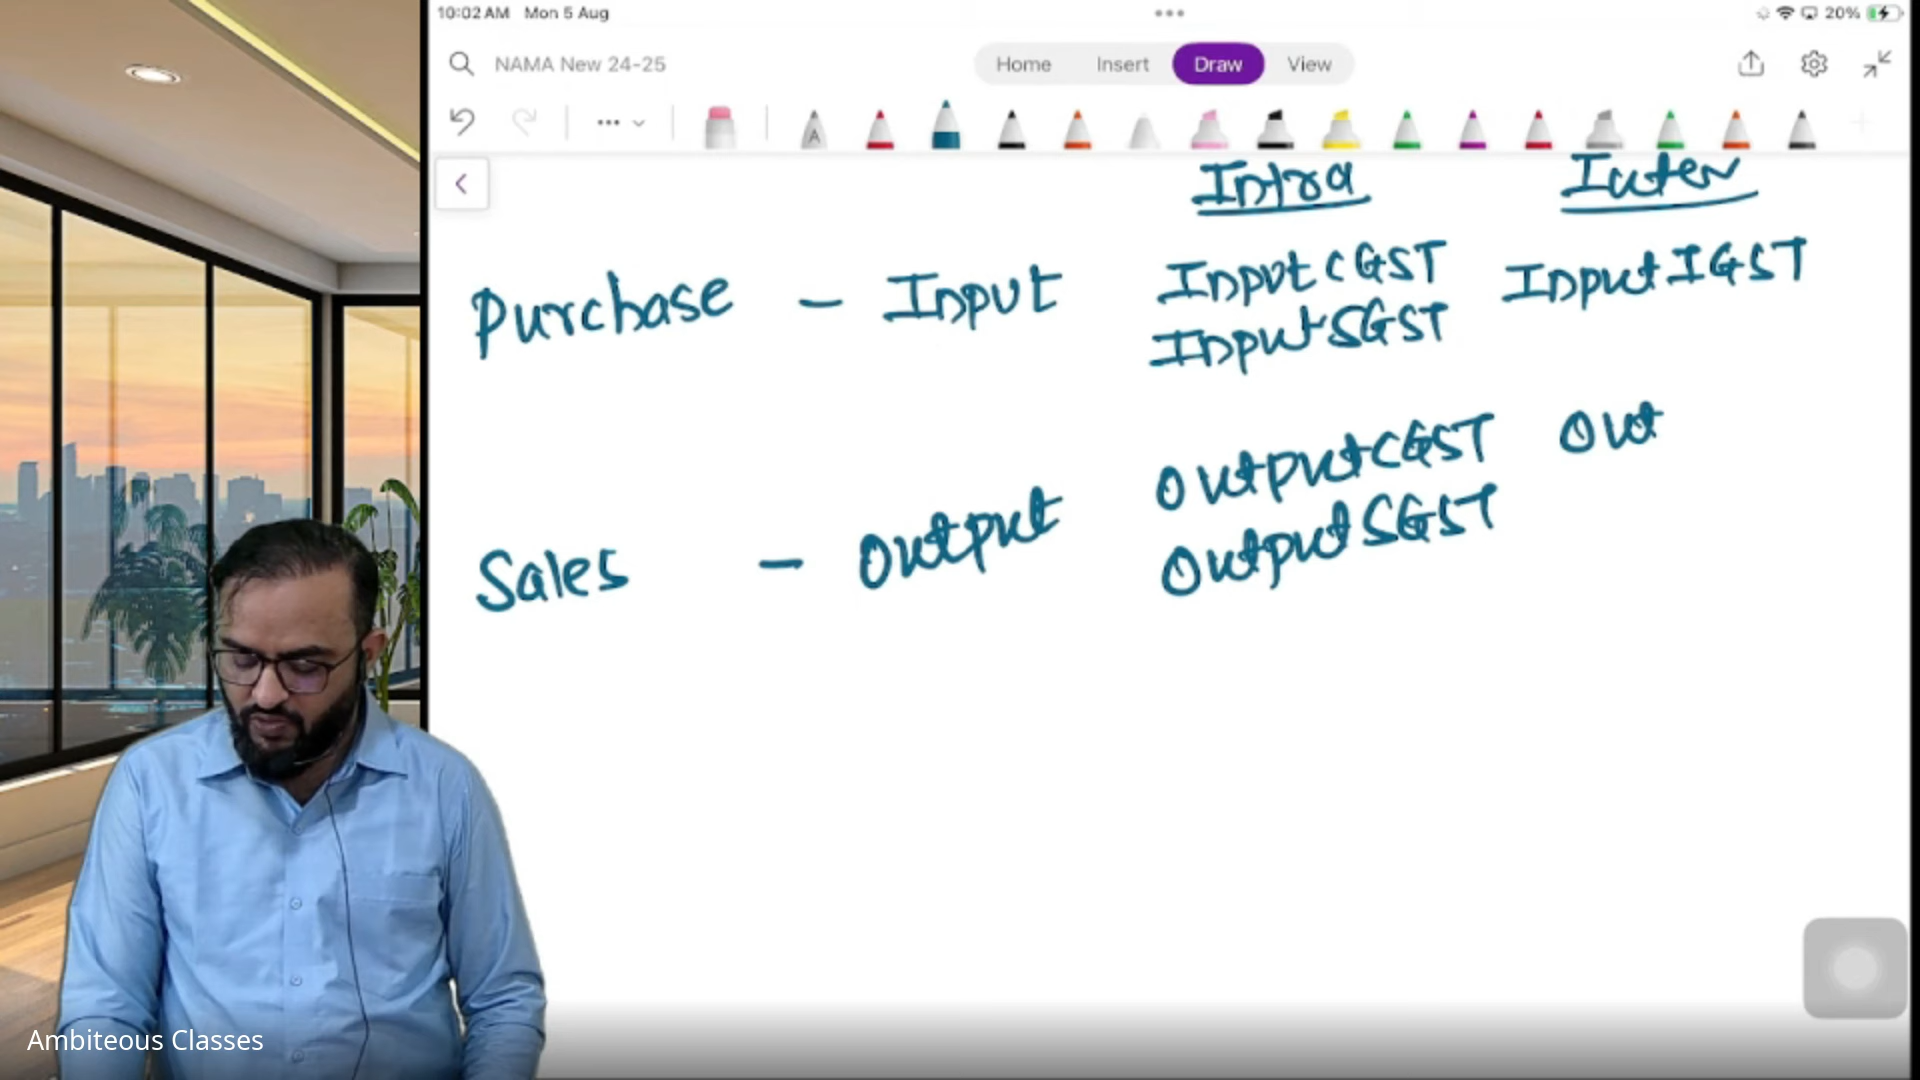 10:02 AM Mon 5 Aug
20%
NAMA New 24-25
Home Insert Draw View
A
Intra Inter
Purchase - Input Input CGST Input IGST
Input SGST
Output CGST Out
Sales - Output Output SGST
Ambiteous Classes